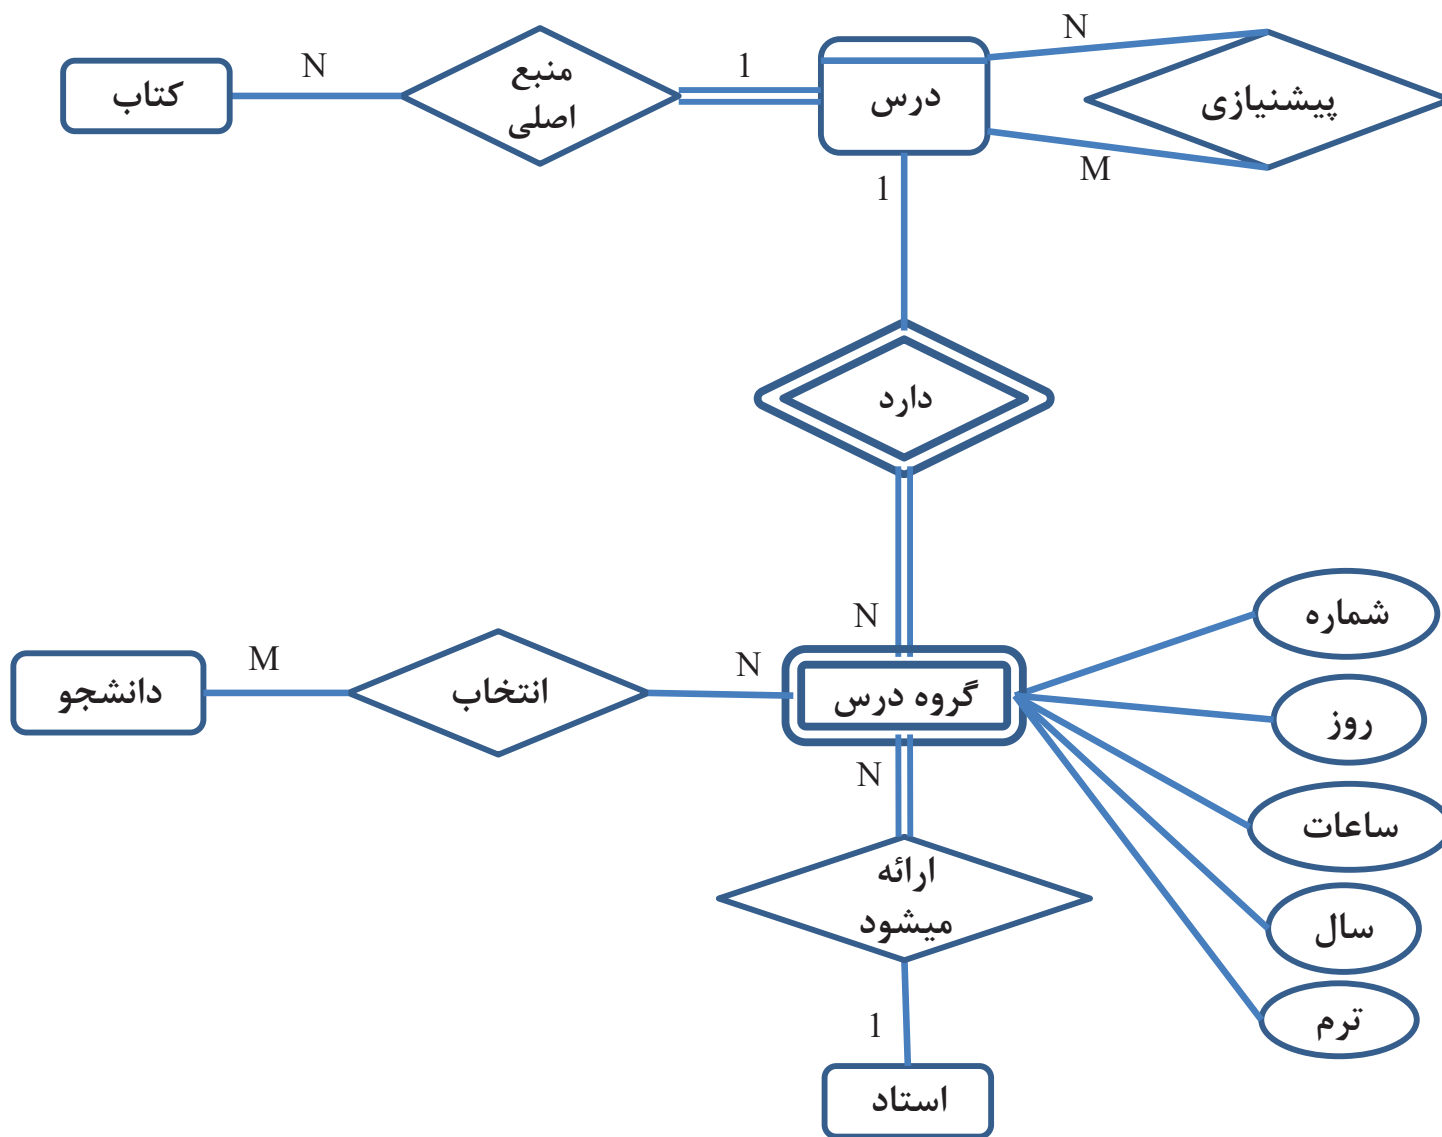 N
1
N
کتاب
منبع
اصلی
درس
پیشنیازی
M
1
دارد
N
شماره
M
N
دانشجو
انتخاب
گروه درس
روز
N
ساعات
ارائه
میشود
سال
1
ترم
استاد